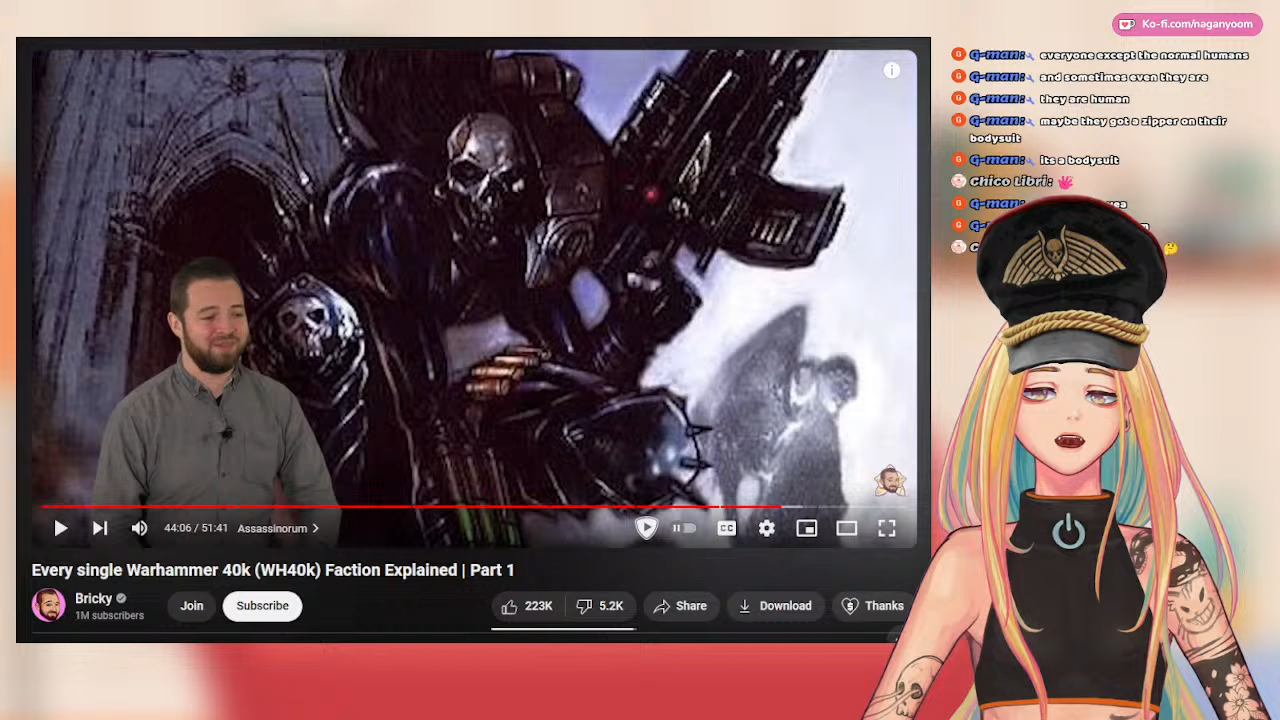 Ko-fi.com/naganyoom
G-man: everyone except the normal humans
G-man: and sometimes even they are
G-man: they are human
G-man: maybe they got a zipper on their
bodysuit
G-man: Its a bodysuit
Chico Libri:
G-man:
44:06 / 51:41 Assassinorum
CC
Every single Warhammer 40k (WH40k) Faction Explained | Part 1
Bricky
1M subscribers
Join
Subscribe
223K
5.2K
Share
Download
Thanks